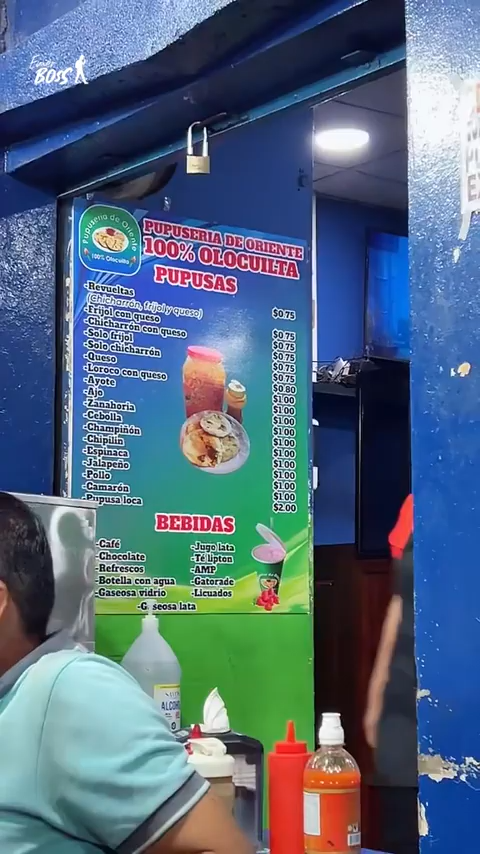 BOSS
Pupuseria de Oriente
100% Olocuilta
PUPUSERIA DE ORIENTE
100% OLOCUILTA
PUPUSAS
-Revueltas
(Chicharrón, frijol y queso) $0.75
-Frijol con queso $0.75
-Chicharrón con queso $0.75
-Solo frijol $0.75
-Solo chicharrón $0.75
-Queso $0.75
-Loroco con queso $0.80
-Ayote $1.00
-Ajo $1.00
-Zanahoria $1.00
-Cebolla $1.00
-Champiñón $1.00
-Chipilín $1.00
-Espinaca $1.00
-Jalapeño $1.00
-Pollo $1.00
-Camarón $1.00
-Pupusa loca $2.00
BEBIDAS
-Café
-Chocolate
-Refrescos
-Botella con agua
-Gaseosa vidrio
-Jugo lata
-Té lipton
-AMP
-Gatorade
-Licuados
-Gaseosa lata
ALCOHOL